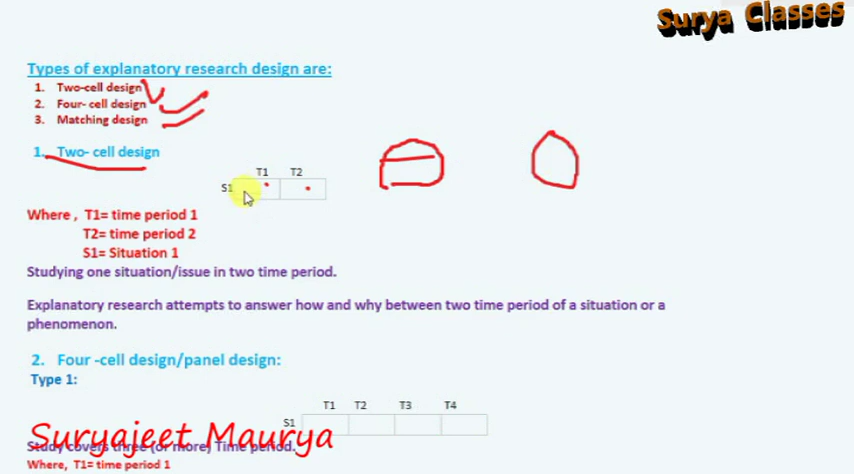 Surya Classes
Types of explanatory research design are:
1. Two-cell design
2. Four- cell design
3. Matching design
1. Two- cell design
T1 T2
S1
Where , T1= time period 1
T2= time period 2
S1= Situation 1
Studying one situation/issue in two time period.
Explanatory research attempts to answer how and why between two time period of a situation or a
phenomenon.
2. Four -cell design/panel design:
Type 1:
T1 T2 T3 T4
S1
Suryajeet Maurya
Study covers three (or more) Time period.
Where, T1= time period 1